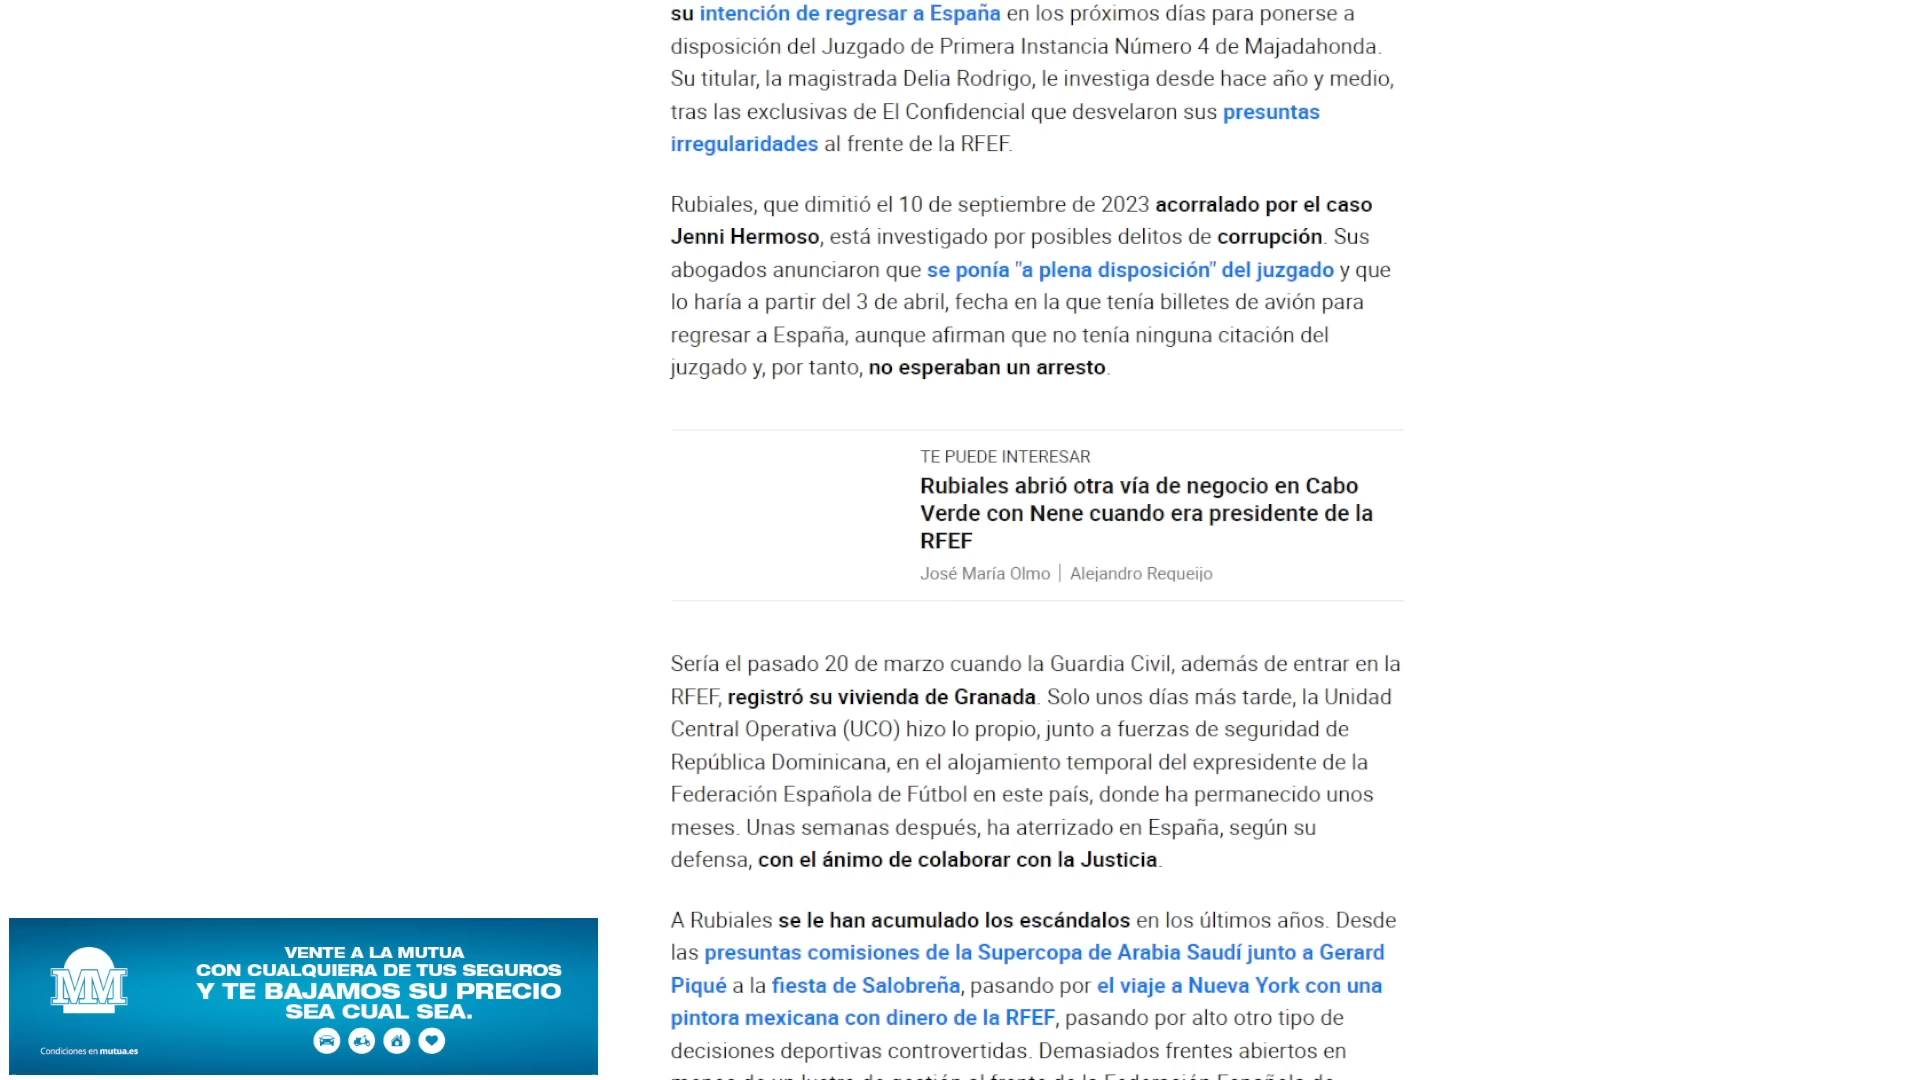 su intención de regresar a España en los próximos días para ponerse a
disposición del Juzgado de Primera Instancia Número 4 de Majadahonda.
Su titular, la magistrada Delia Rodrigo, le investiga desde hace año y medio,
tras las exclusivas de El Confidencial que desvelaron sus presuntas
irregularidades al frente de la RFEF.
Rubiales, que dimitió el 10 de septiembre de 2023 acorralado por el caso
Jenni Hermoso, está investigado por posibles delitos de corrupción. Sus
abogados anunciaron que se ponía "a plena disposición" del juzgado y que
lo haría a partir del 3 de abril, fecha en la que tenía billetes de avión para
regresar a España, aunque afirman que no tenía ninguna citación del
juzgado y, por tanto, no esperaban un arresto.
TE PUEDE INTERESAR
Rubiales abrió otra vía de negocio en Cabo
Verde con Nene cuando era presidente de la
RFEF
José María Olmo | Alejandro Requeijo
Sería el pasado 20 de marzo cuando la Guardia Civil, además de entrar en la
RFEF, registró su vivienda de Granada. Solo unos días más tarde, la Unidad
Central Operativa (UCO) hizo lo propio, junto a fuerzas de seguridad de
República Dominicana, en el alojamiento temporal del expresidente de la
Federación Española de Fútbol en este país, donde ha permanecido unos
meses. Unas semanas después, ha aterrizado en España, según su
defensa, con el ánimo de colaborar con la Justicia.
A Rubiales se le han acumulado los escándalos en los últimos años. Desde
las presuntas comisiones de la Supercopa de Arabia Saudí junto a Gerard
Piqué a la fiesta de Salobreña, pasando por el viaje a Nueva York con una
pintora mexicana con dinero de la RFEF, pasando por alto otro tipo de
decisiones deportivas controvertidas. Demasiados frentes abiertos en
menos de un lustro de gestión al frente de la Federación Española de
MM
VENTE A LA MUTUA
CON CUALQUIERA DE TUS SEGUROS
Y TE BAJAMOS SU PRECIO
SEA CUAL SEA.
Condiciones en mutua.es